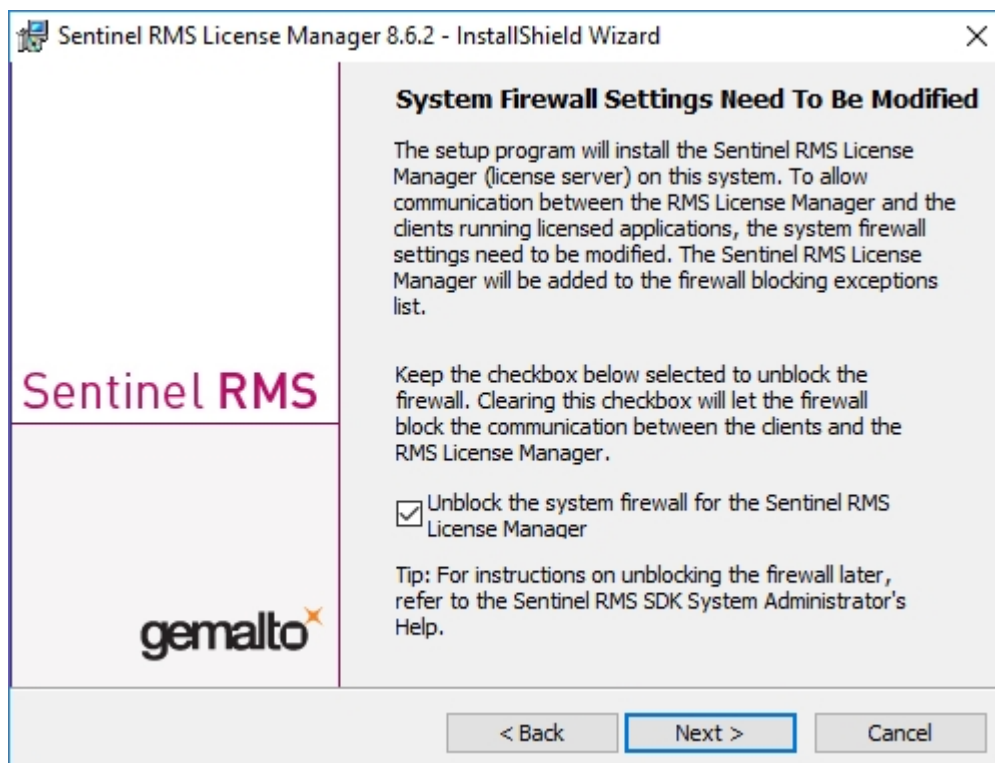 Sentinel RMS License Manager 8.6.2 - InstallShield Wizard
System Firewall Settings Need To Be Modified
The setup program will install the Sentinel RMS License
Manager (license server) on this system. To allow
communication between the RMS License Manager and the
clients running licensed applications, the system firewall
settings need to be modified. The Sentinel RMS License
Manager will be added to the firewall blocking exceptions
list.
Sentinel RMS
Keep the checkbox below selected to unblock the
firewall. Clearing this checkbox will let the firewall
block the communication between the clients and the
RMS License Manager.
Unblock the system firewall for the Sentinel RMS
License Manager
Tip: For instructions on unblocking the firewall later,
refer to the Sentinel RMS SDK System Administrator's
Help.
gemalto
< Back
Next >
Cancel